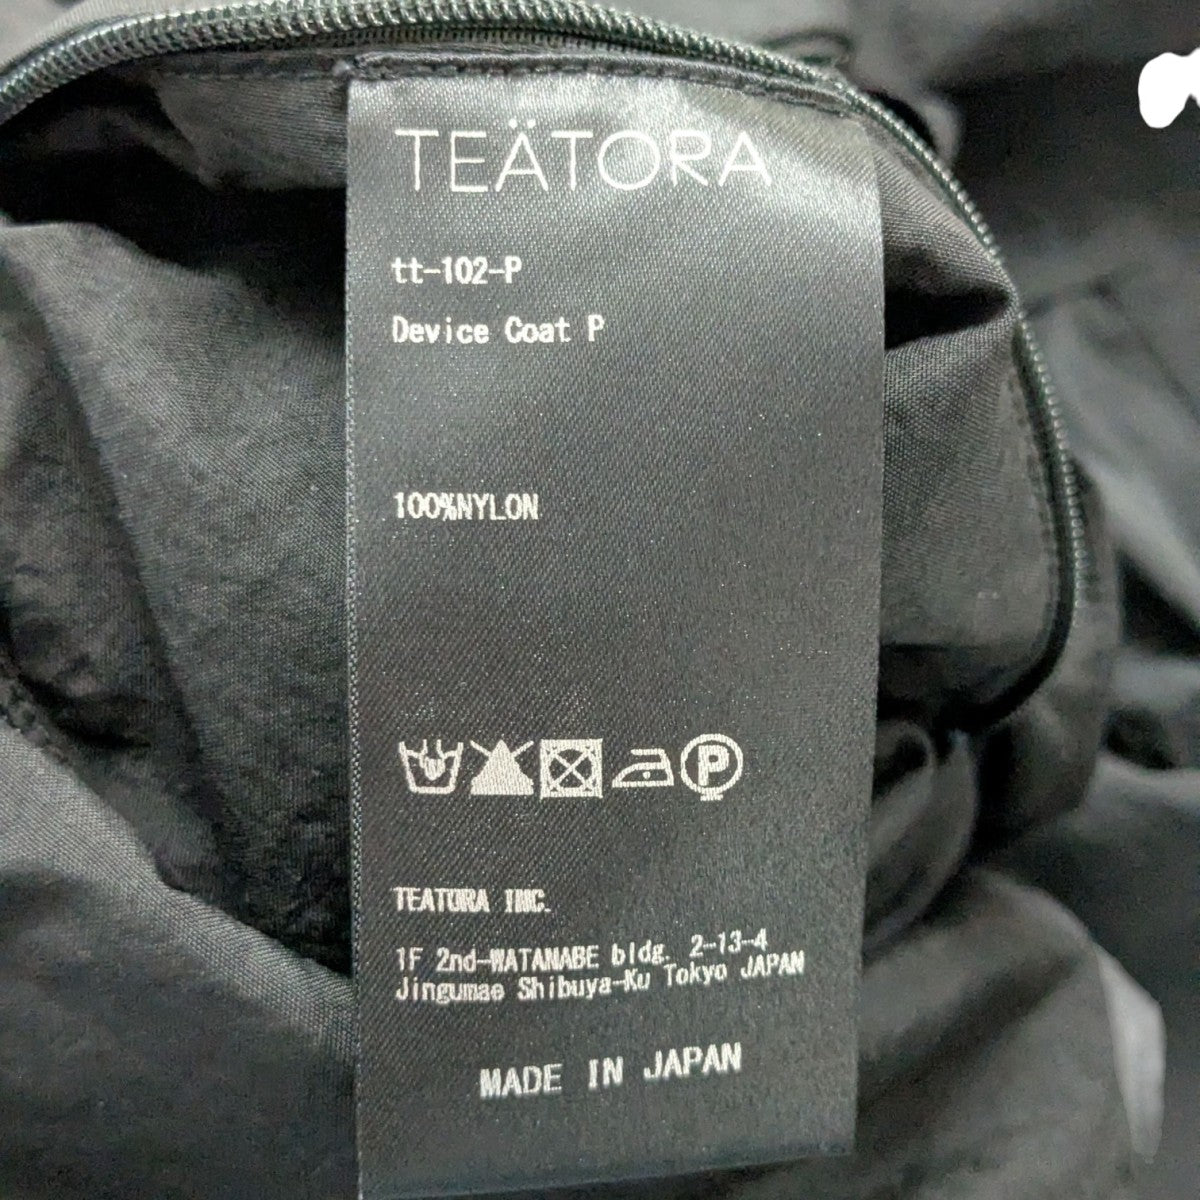 TEÄTORA
tt-102-P
Device Coat P
100%NYLON
P
TEATORA INC.
1F 2nd-WATANABE bldg. 2-13-4
Jingumae Shibuya-Ku Tokyo JAPAN
MADE IN JAPAN